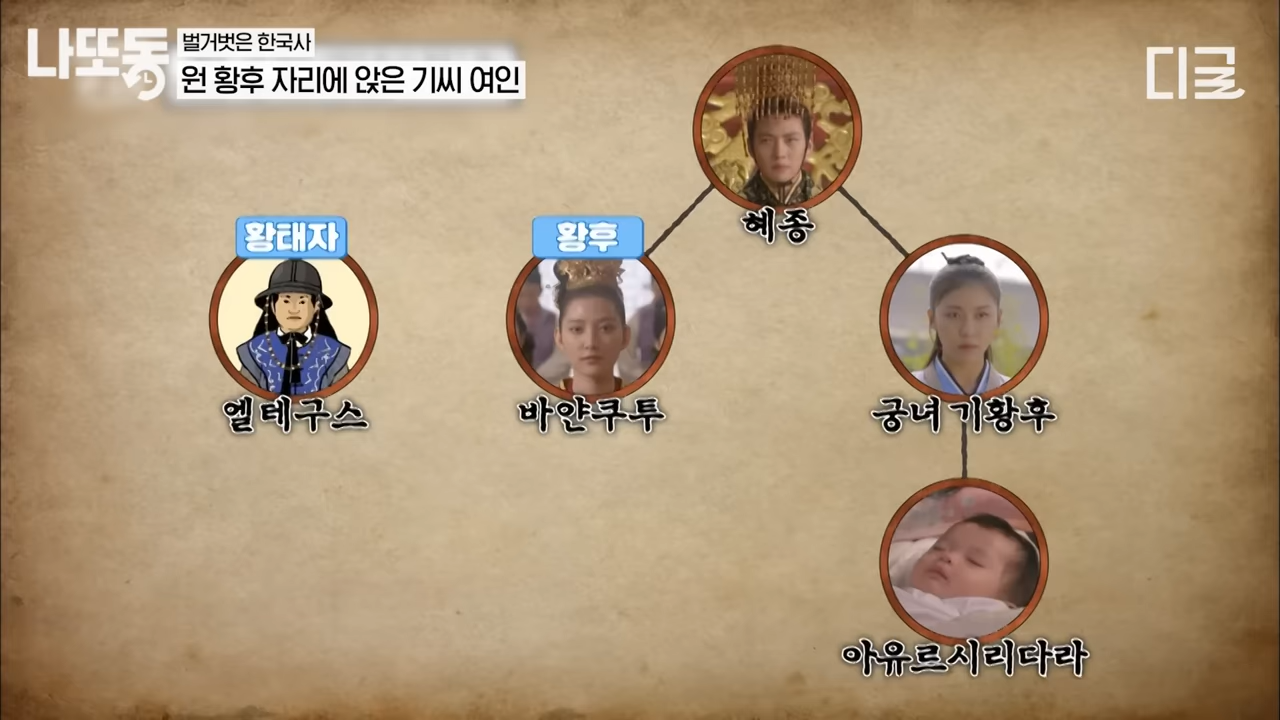 나또동
벌거벗은 한국사
원 황후 자리에 앉은 기씨 여인
디글
혜종
황태자
황후
엘테구스
바얀쿠투
궁녀 기황후
아유르시리다라